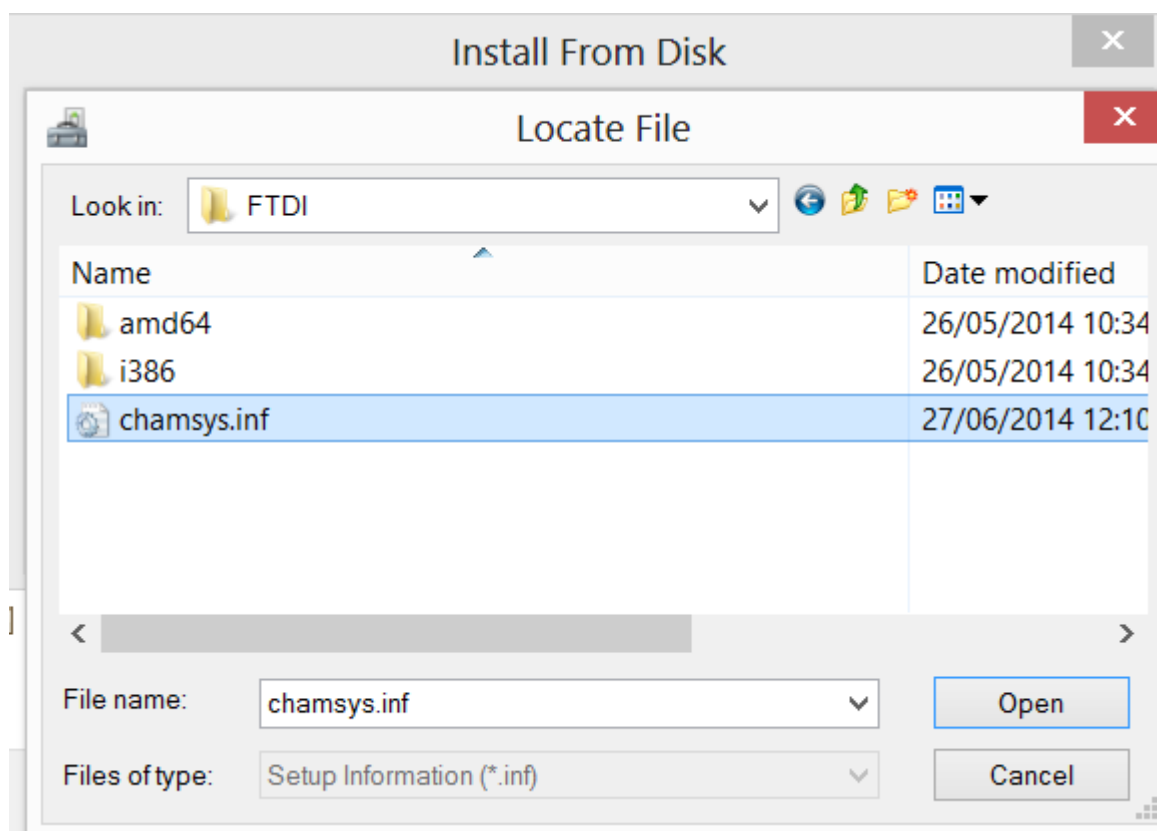 Install From Disk
Locate File
Look in: FTDI
Name Date modified
amd64 26/05/2014 10:34
i386 26/05/2014 10:34
chamsys.inf 27/06/2014 12:10
File name: chamsys.inf Open
Files of type: Setup Information (*.inf) Cancel